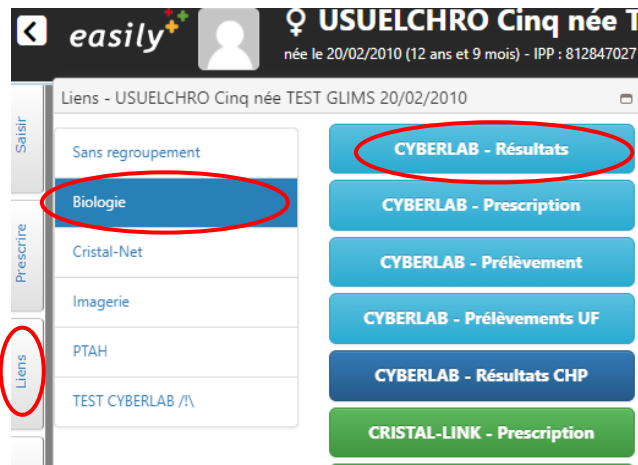 easily
♀ USUELCHRO Cinq née T
née le 20/02/2010 (12 ans et 9 mois) - IPP : 812847027
Saisir
Prescrire
Liens
Liens - USUELCHRO Cinq née TEST GLIMS 20/02/2010
Sans regroupement
Biologie
Cristal-Net
Imagerie
PTAH
TEST CYBERLAB /!\
CYBERLAB - Résultats
CYBERLAB - Prescription
CYBERLAB - Prélèvement
CYBERLAB - Prélèvements UF
CYBERLAB - Résultats CHP
CRISTAL-LINK - Prescription